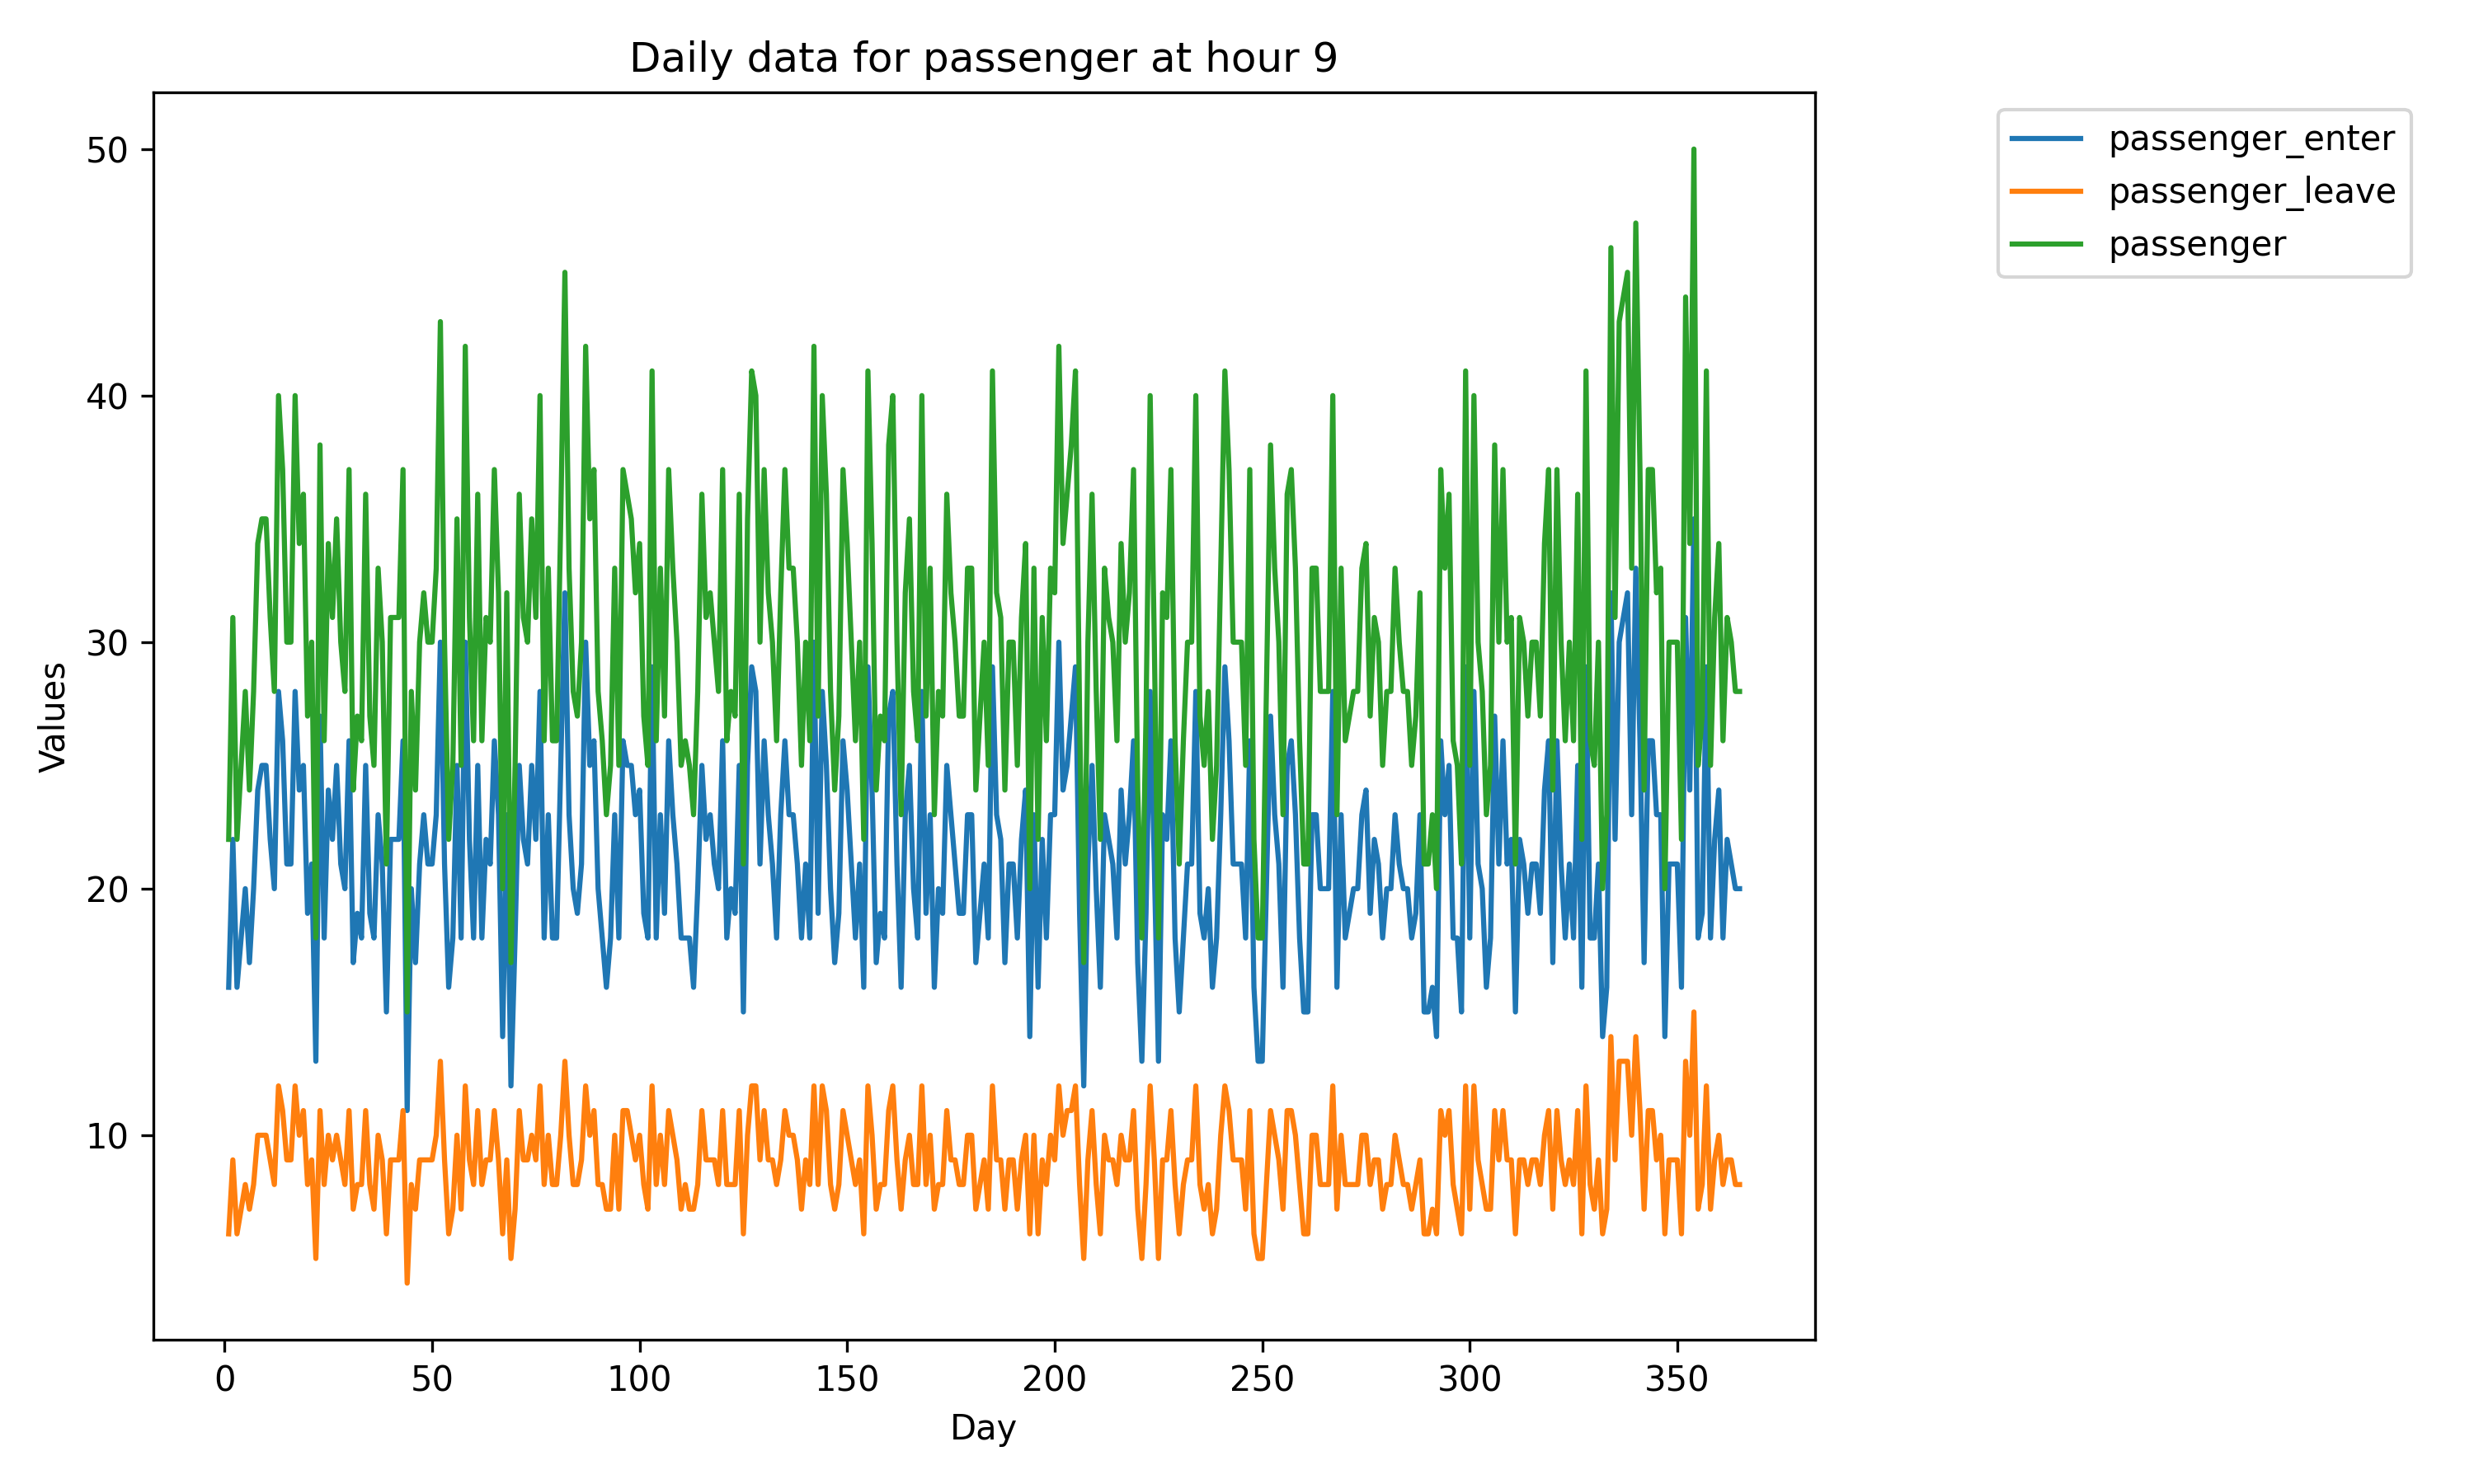 Daily data for passenger at hour 9
passenger_enter
passenger_leave
passenger
Values
50
40
30
20
10
0 50 100 150 200 250 300 350
Day